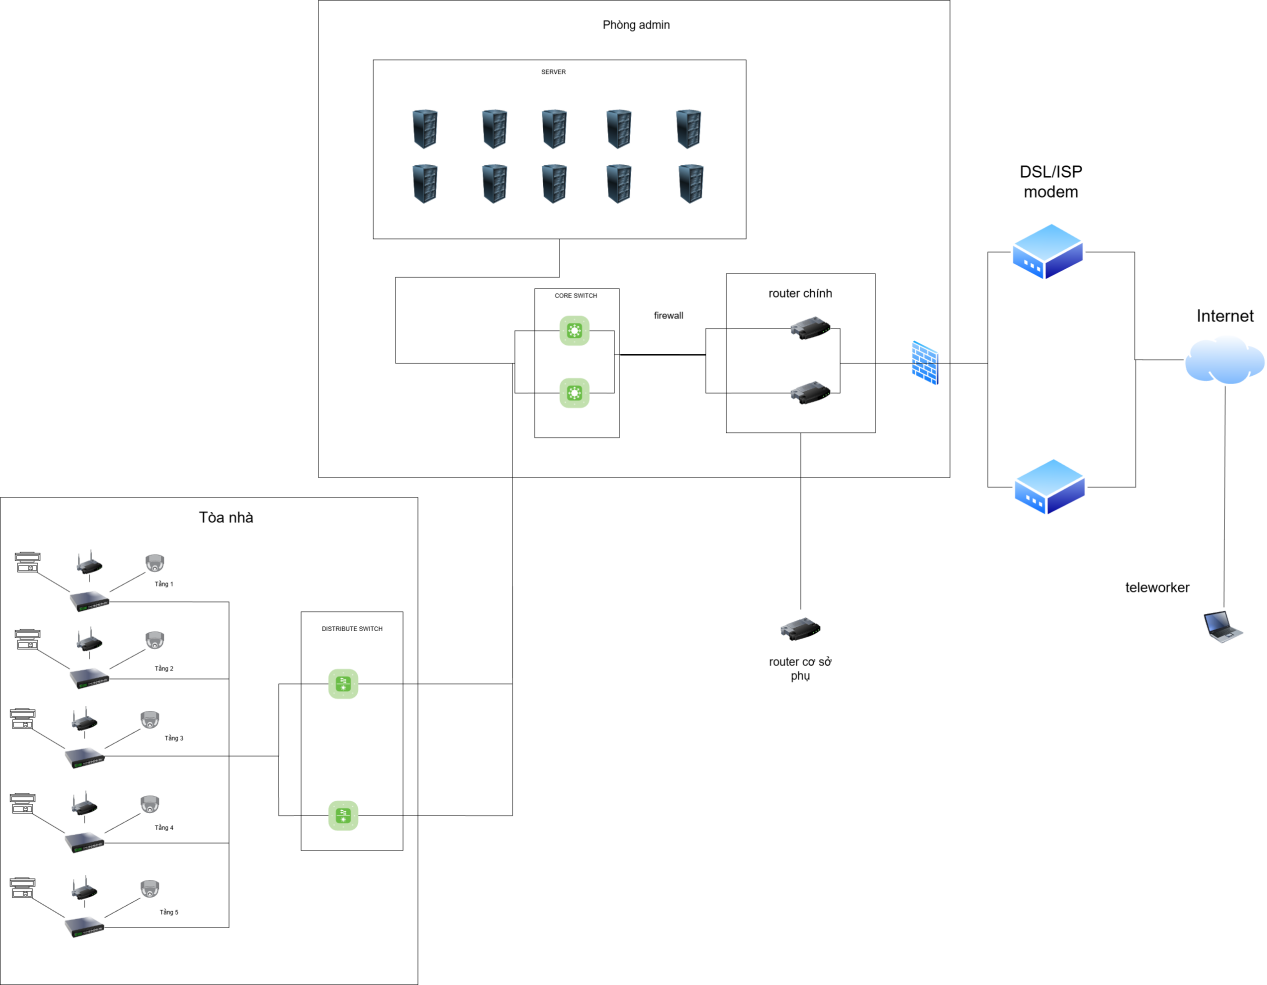 Phòng admin
SERVER
DSL/ISP
modem
CORE SWITCH
firewall
router chính
Internet
Tòa nhà
Tầng 1
teleworker
DISTRIBUTE SWITCH
Tầng 2
router cơ sở
phụ
Tầng 3
Tầng 4
Tầng 5